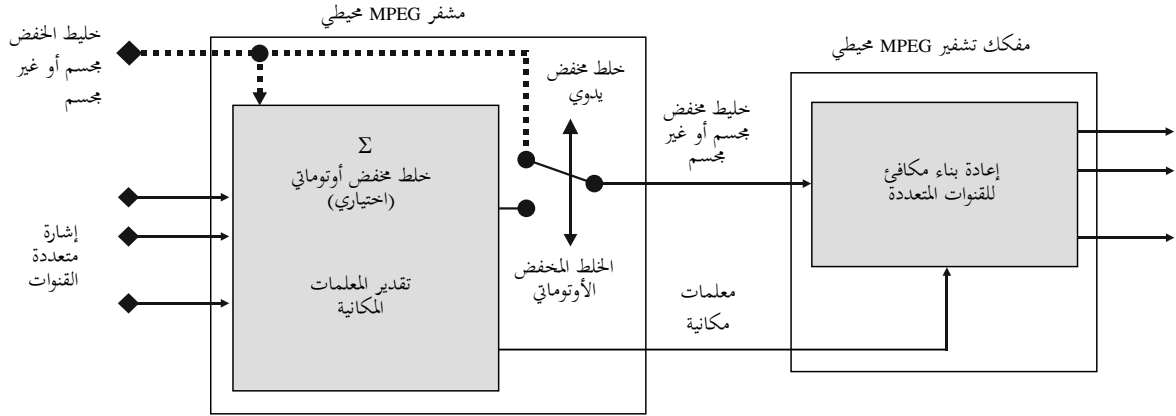 مشفر MPEG محيطي
خليط الخفض
مجسم أو غير
مجسم
مفكك تشفير MPEG محيطي
خلط مخفض
يدوي
خليط مخفض
مجسم أو غير
مجسم
Σ
خلط مخفض أوتوماتي
(اختياري)
إعادة بناء مكافئ
للقنوات المتعددة
إشارة
متعددة
القنوات
الخلط المخفض
الأوتوماتي
تقدير المعلمات
المكانية
معلمات
مكانية